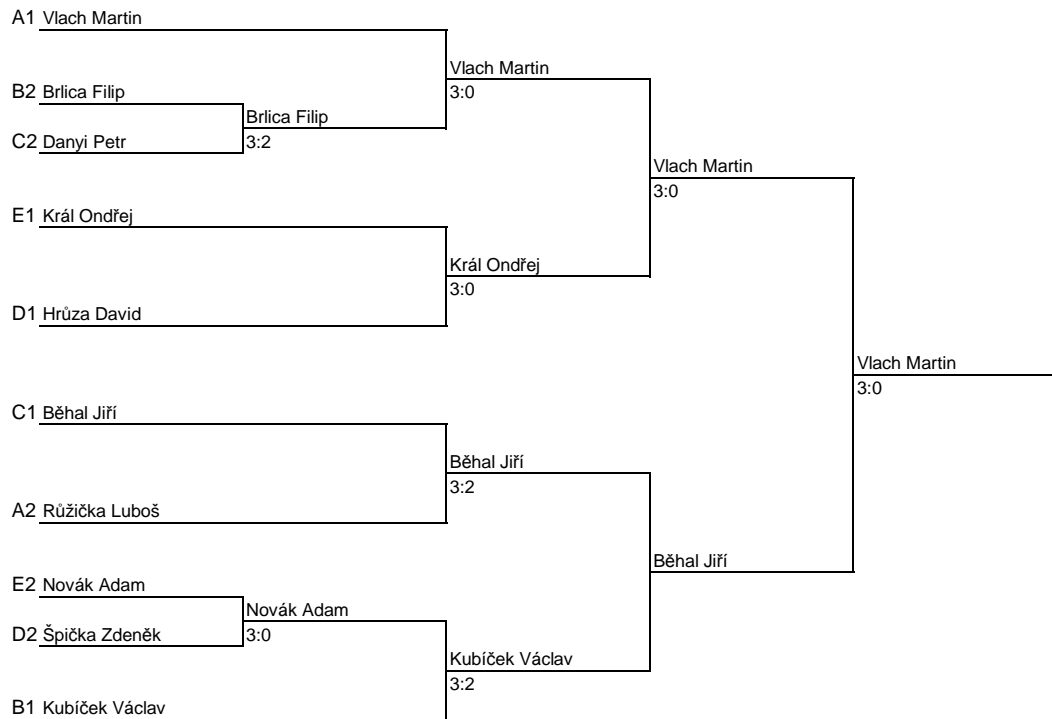 A1 Vlach Martin
Vlach Martin
B2 Brlica Filip
3:0
Brlica Filip
C2 Danyi Petr
3:2
Vlach Martin
3:0
E1 Král Ondřej
Král Ondřej
3:0
D1 Hrůza David
Vlach Martin
3:0
C1 Běhal Jiří
Běhal Jiří
3:2
A2 Růžička Luboš
Běhal Jiří
E2 Novák Adam
Novák Adam
D2 Špička Zdeněk
3:0
Kubíček Václav
3:2
B1 Kubíček Václav